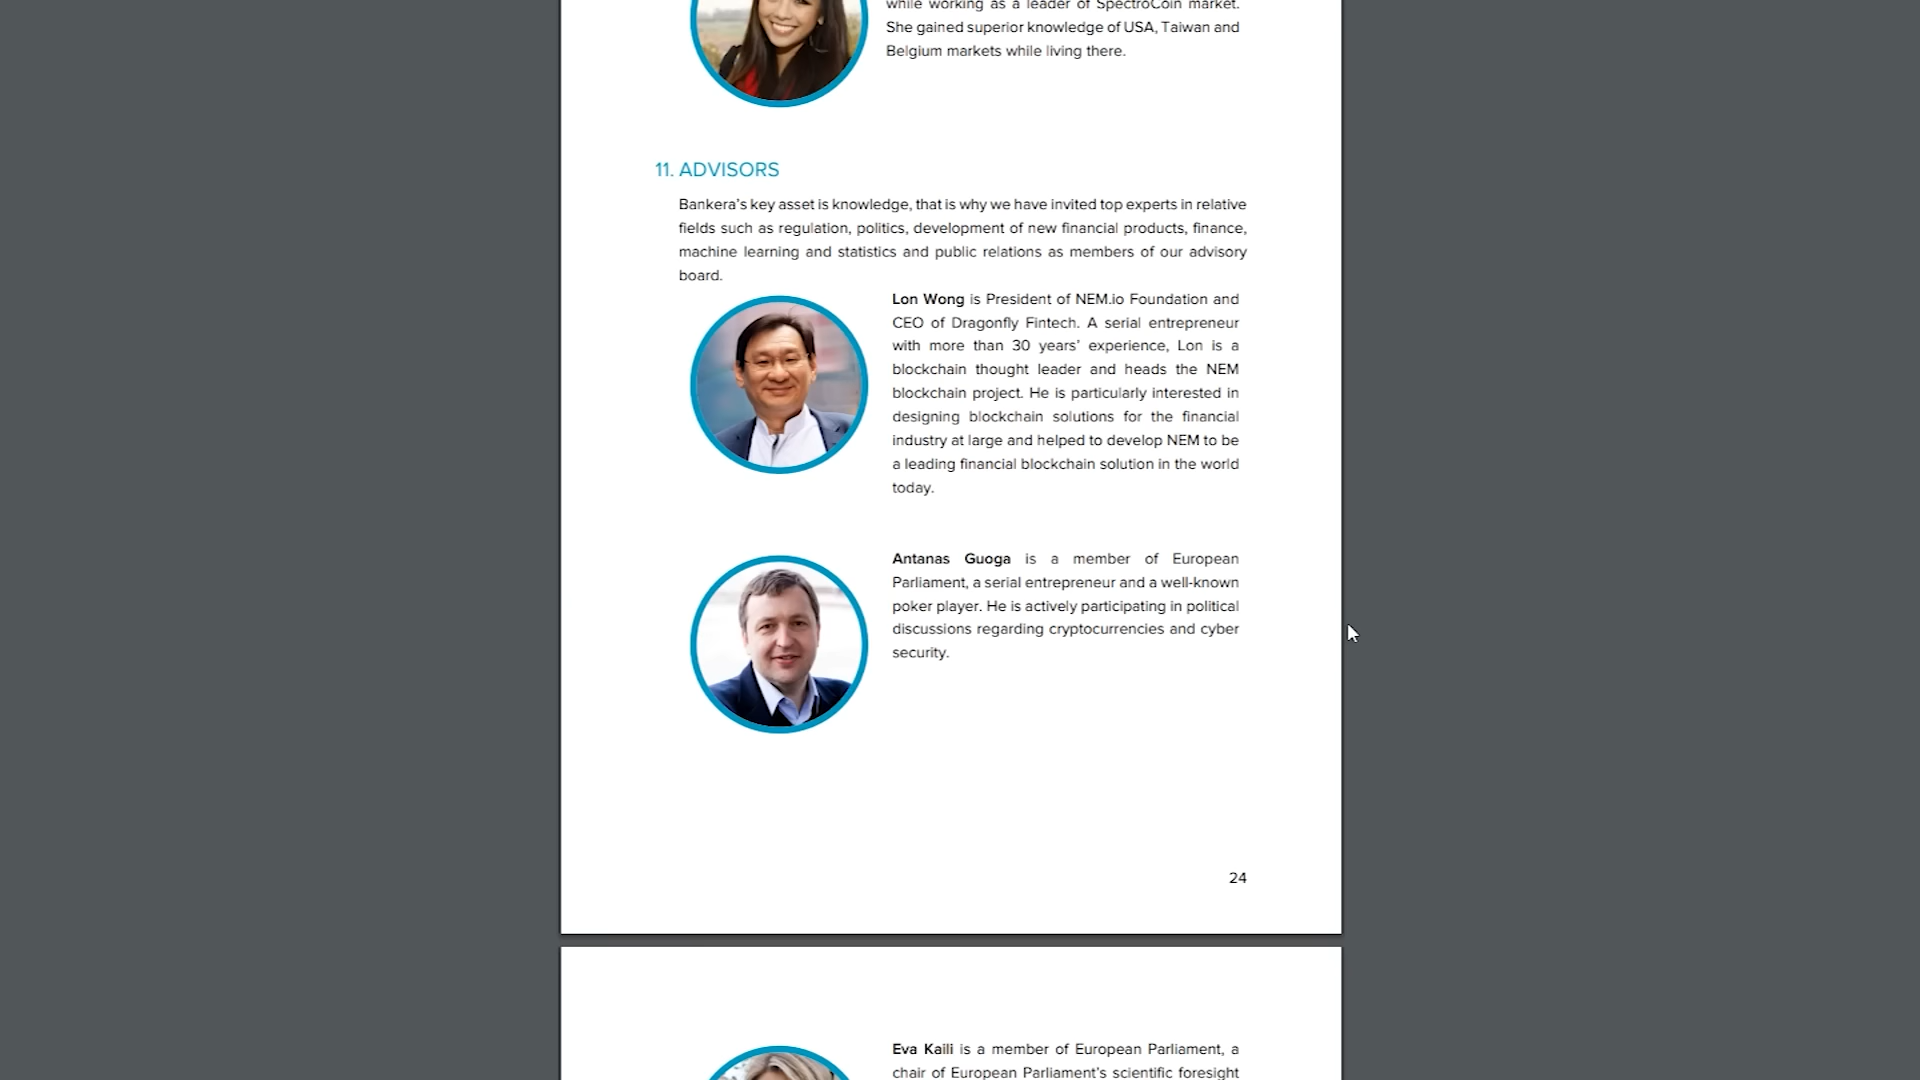 while working as a leader of SpectroCoin market.
She gained superior knowledge of USA, Taiwan and
Belgium markets while living there.
11. ADVISORS
Bankera's key asset is knowledge, that is why we have invited top experts in relative
fields such as regulation, politics, development of new financial products, finance,
machine learning and statistics and public relations as members of our advisory
board.
Lon Wong is President of NEM.io Foundation and
CEO of Dragonfly Fintech. A serial entrepreneur
with more than 30 years' experience, Lon is a
blockchain thought leader and heads the NEM
blockchain project. He is particularly interested in
designing blockchain solutions for the financial
industry at large and helped to develop NEM to be
a leading financial blockchain solution in the world
today.
Antanas Guoga is a member of European
Parliament, a serial entrepreneur and a well-known
poker player. He is actively participating in political
discussions regarding cryptocurrencies and cyber
security.
24
Eva Kaili is a member of European Parliament, a
chair of European Parliament's scientific foresight